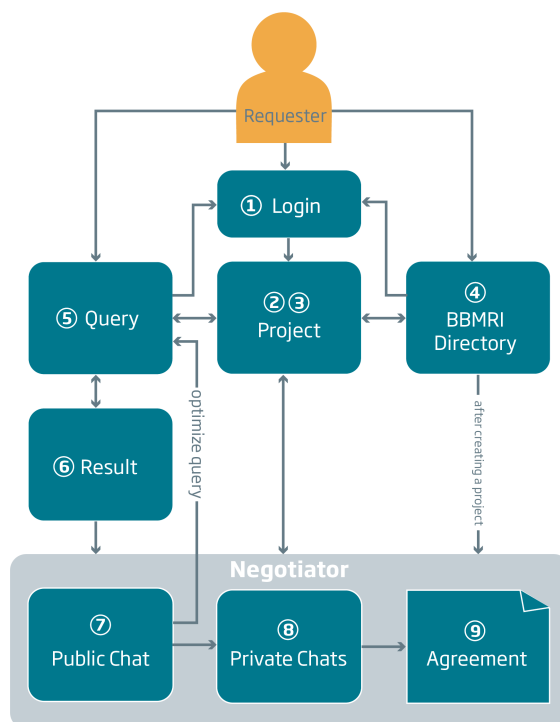 Requester
① Login
②③
Project
④
BBMRI
Directory
⑤ Query
⑥ Result
optimize query
after creating a project
Negotiator
⑦
Public Chat
⑧
Private Chats
⑨
Agreement